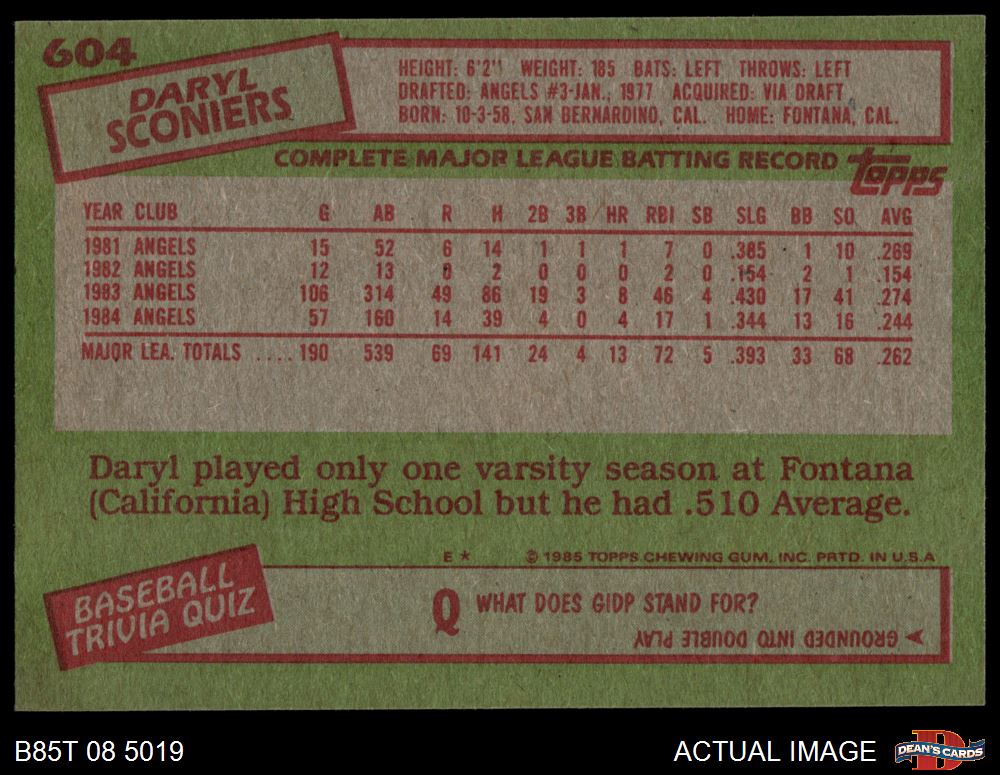 604
DARYL
SCONIERS
HEIGHT: 6'2" WEIGHT: 185 BATS: LEFT THROWS: LEFT
DRAFTED: ANGELS #3-JAN., 1977 ACQUIRED: VIA DRAFT
BORN: 10-3-58, SAN BERNARDINO, CAL. HOME: FONTANA, CAL.
COMPLETE MAJOR LEAGUE BATTING RECORD
topps
YEAR CLUB G AB R H 2B 3B HR RBI SB SLG BB SO AVG
1981 ANGELS 15 52 6 14 1 1 1 7 0 .385 1 10 .269
1982 ANGELS 12 13 0 2 0 0 0 2 0 .154 2 1 .154
1983 ANGELS 106 314 49 86 19 3 8 46 4 .430 17 41 .274
1984 ANGELS 57 160 14 39 4 0 4 17 1 .344 13 16 .244
MAJOR LEA. TOTALS .... 190 539 69 141 24 4 13 72 5 .393 33 68 .262
Daryl played only one varsity season at Fontana
(California) High School but he had .510 Average.
E * © 1985 TOPPS CHEWING GUM, INC. PRTD. IN U.S.A
BASEBALL
TRIVIA QUIZ
Q WHAT DOES GIDP STAND FOR?
GROUNDED INTO DOUBLE PLAY
B85T 08 5019
ACTUAL IMAGE
D
DEAN'S CARDS